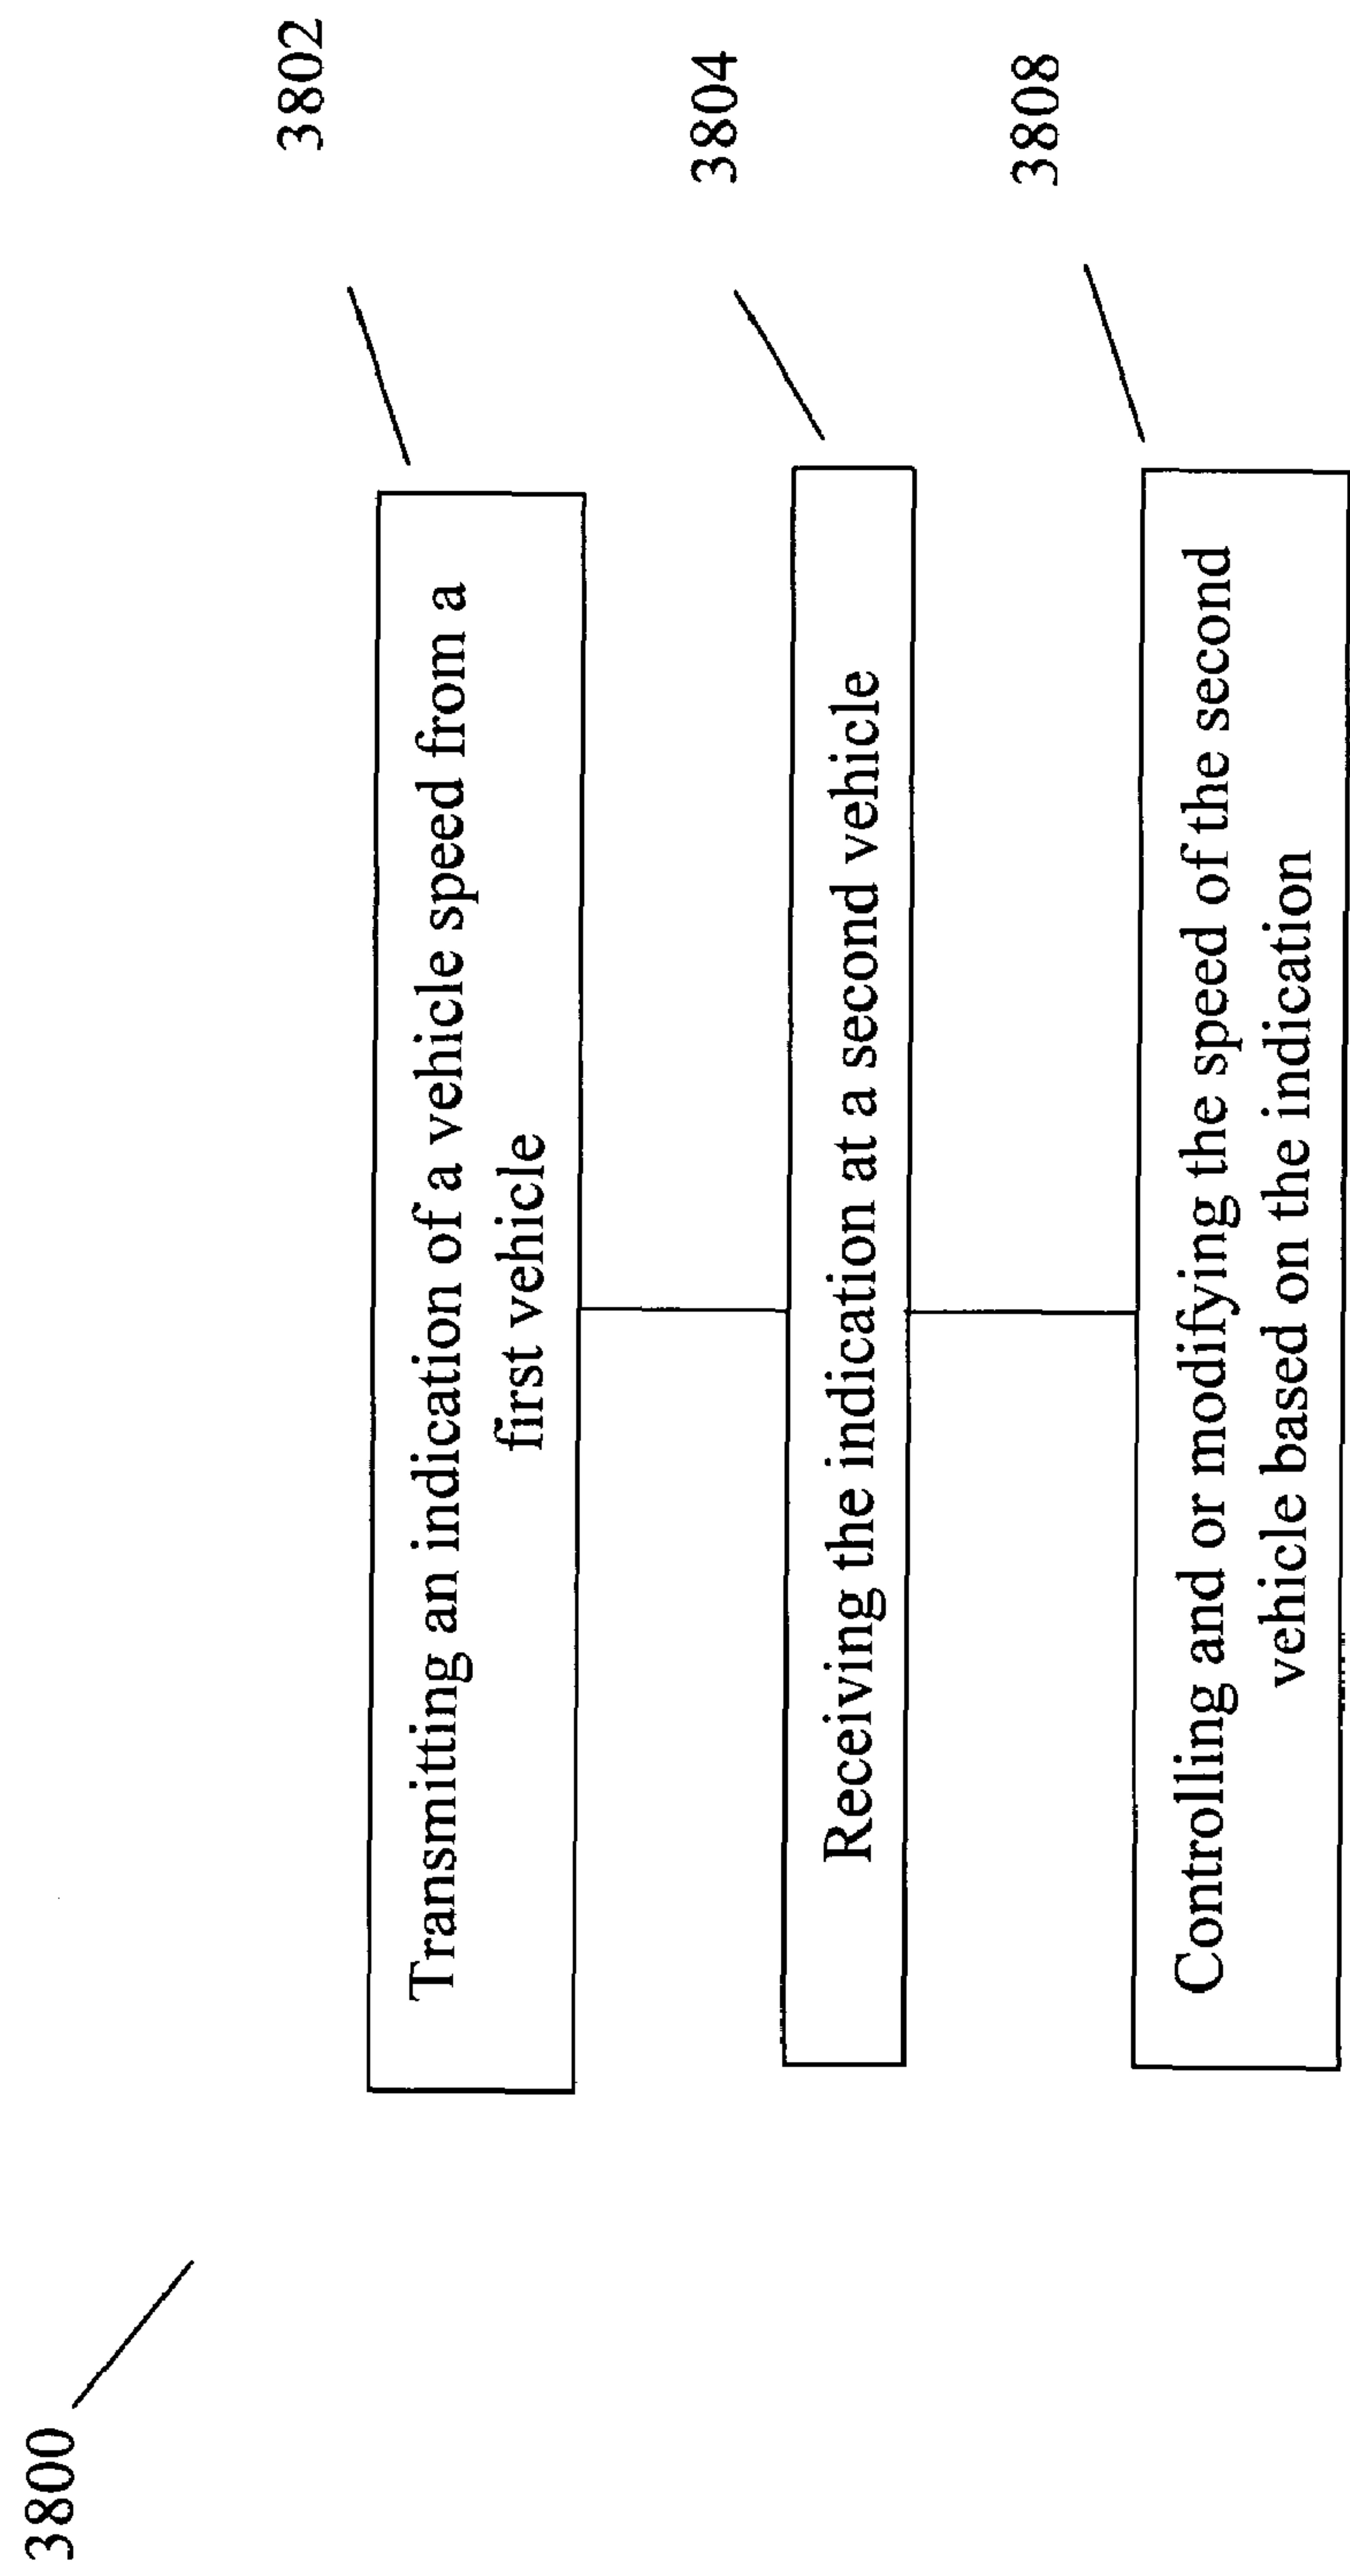 3800
3802
Transmitting an indication of a vehicle speed from a
first vehicle
3804
Receiving the indication at a second vehicle
3808
Controlling and or modifying the speed of the second
vehicle based on the indication